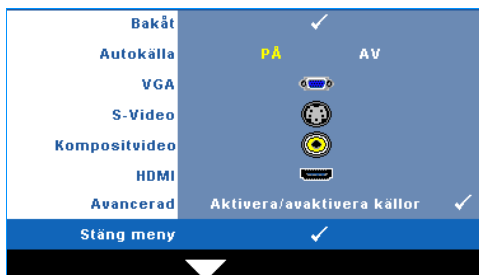 Bakåt
Autokälla PÅ AV
VGA
S-Video
Kompositvideo
HDMI
Avancerad Aktivera/avaktivera källor
Stäng meny